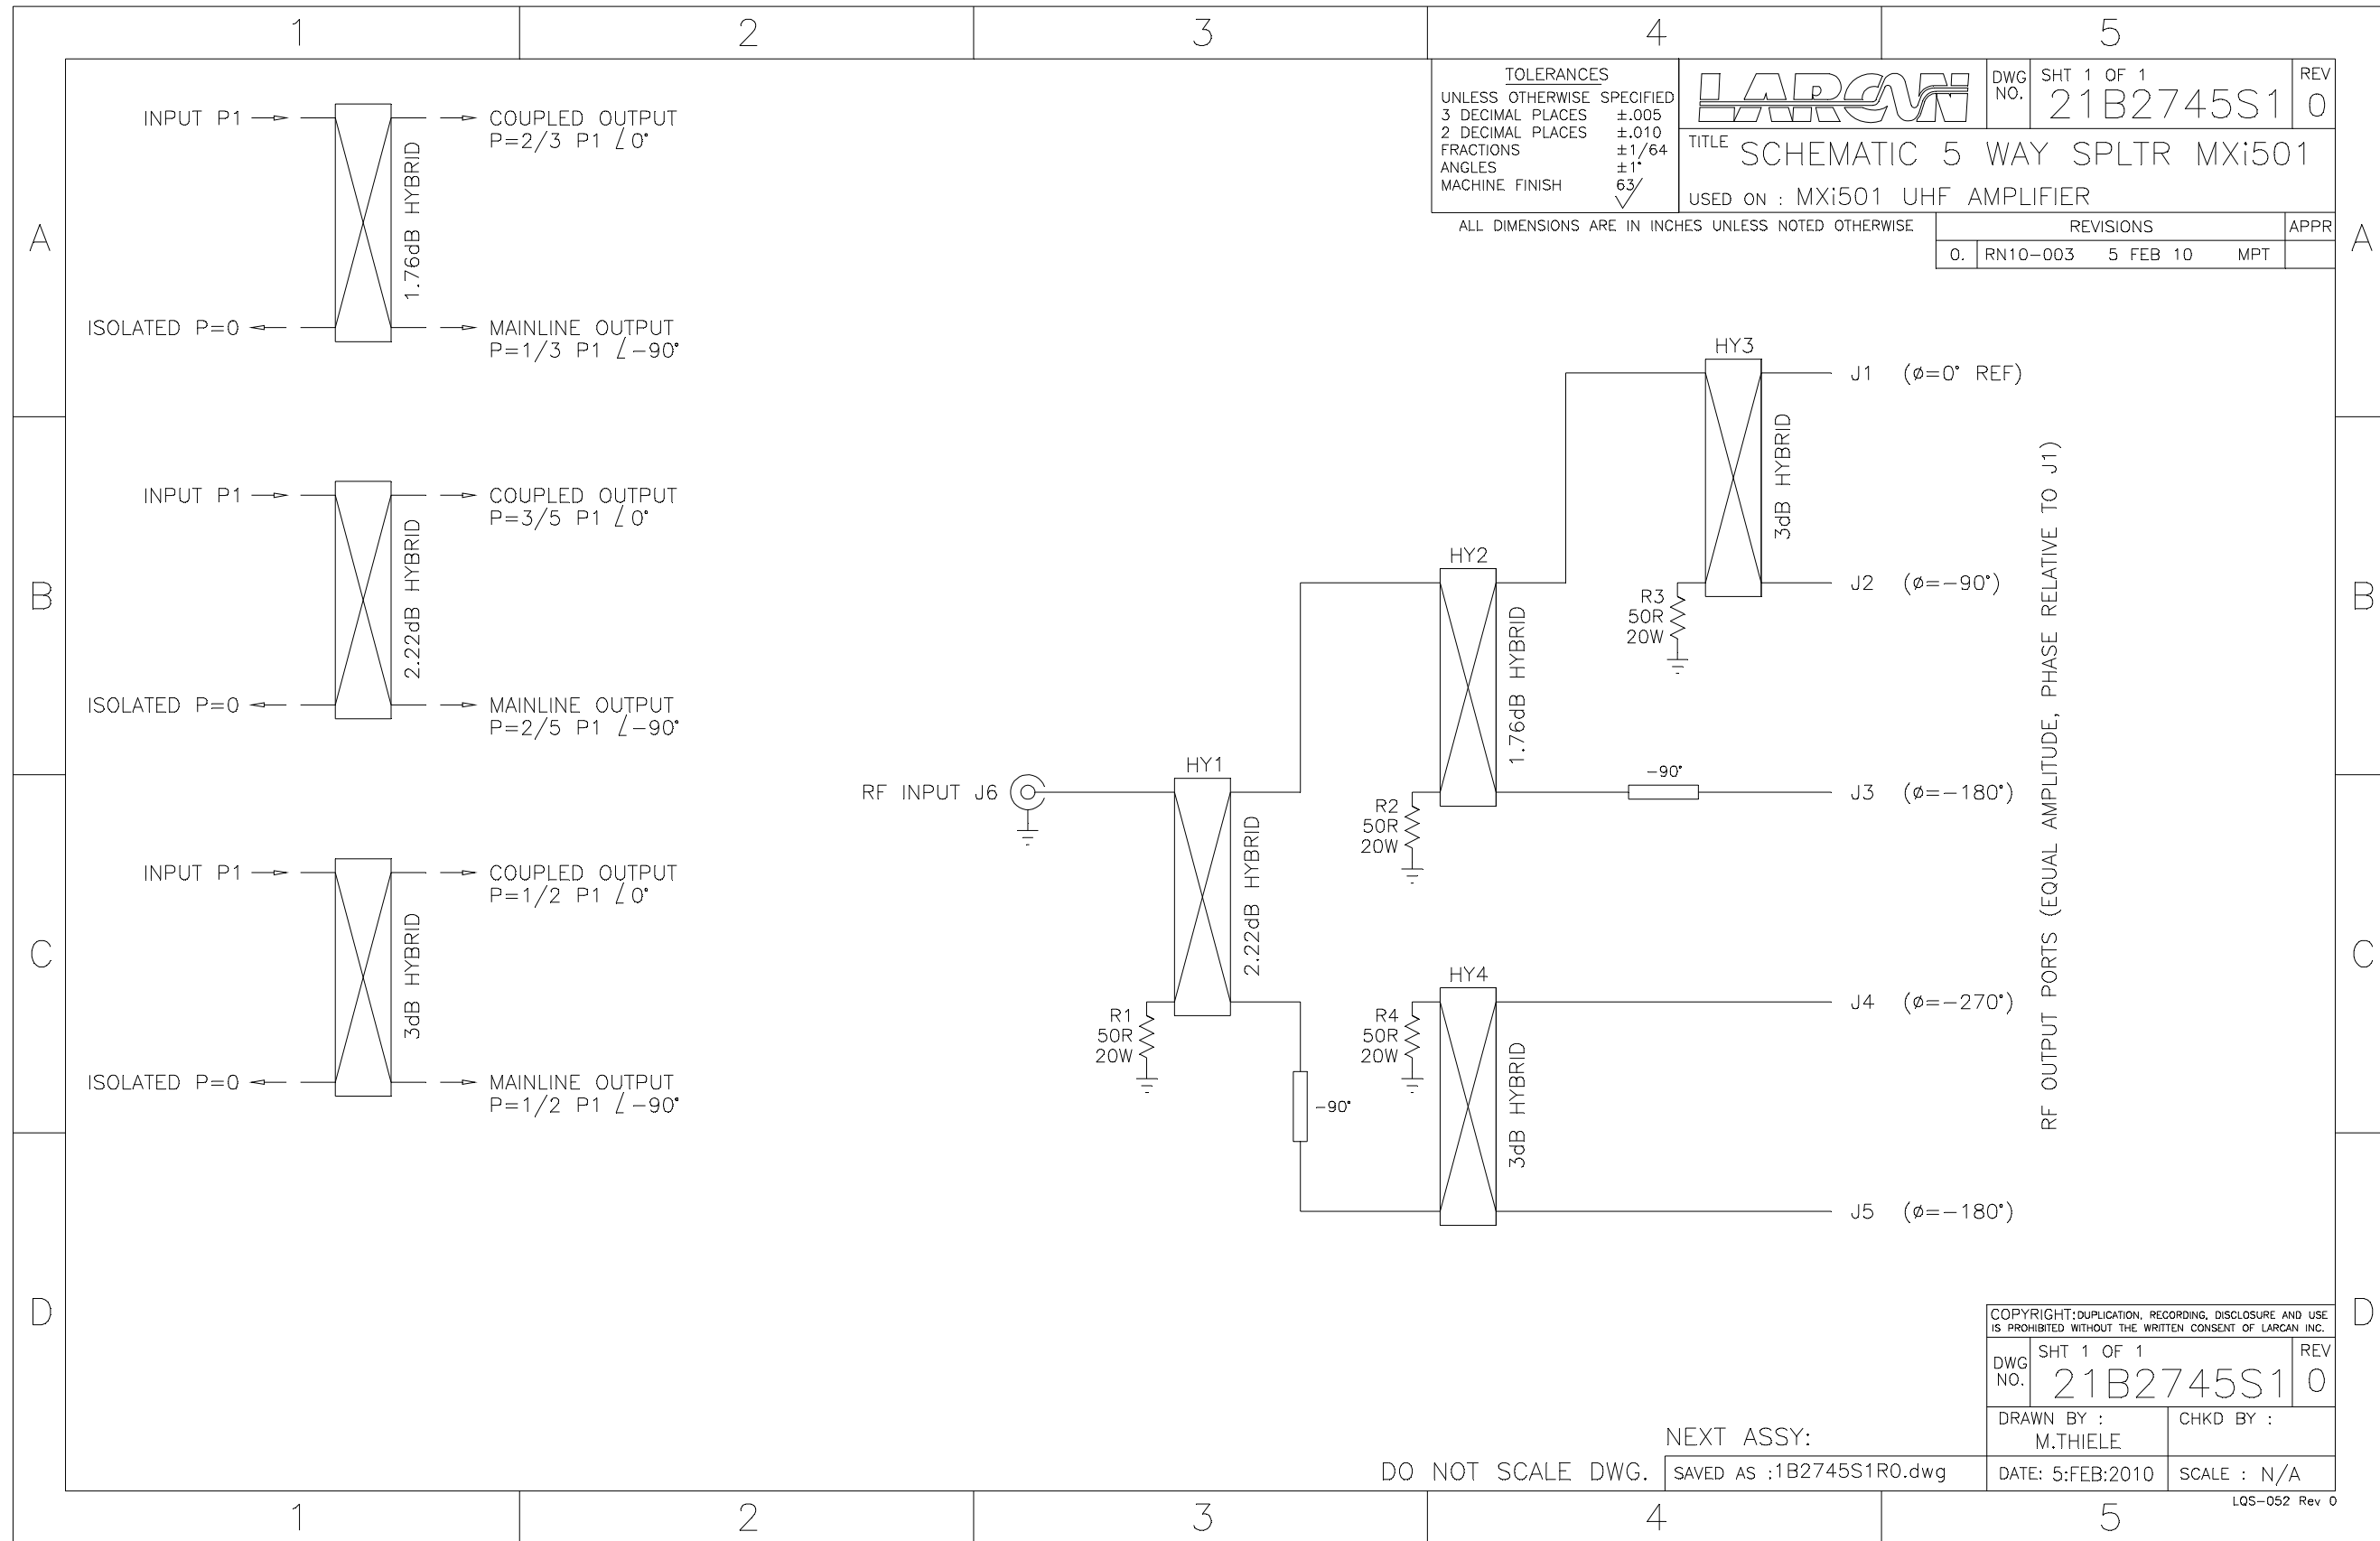 1 2 3 4 5
TOLERANCES
UNLESS OTHERWISE SPECIFIED
3 DECIMAL PLACES ±.005
2 DECIMAL PLACES ±.010
FRACTIONS ±1/64
ANGLES ±1°
MACHINE FINISH 63/
LARCAN
DWG NO.
SHT 1 OF 1
21B2745S1
REV
0
TITLE SCHEMATIC 5 WAY SPLTR MXi501
USED ON : MXi501 UHF AMPLIFIER
ALL DIMENSIONS ARE IN INCHES UNLESS NOTED OTHERWISE
REVISIONS APPR
0. RN10-003 5 FEB 10 MPT
A
A
B
B
C
C
D
D
INPUT P1
COUPLED OUTPUT
P=2/3 P1 ∠0°
1.76dB HYBRID
ISOLATED P=0
MAINLINE OUTPUT
P=1/3 P1 ∠-90°
INPUT P1
COUPLED OUTPUT
P=3/5 P1 ∠0°
2.22dB HYBRID
ISOLATED P=0
MAINLINE OUTPUT
P=2/5 P1 ∠-90°
INPUT P1
COUPLED OUTPUT
P=1/2 P1 ∠0°
3dB HYBRID
ISOLATED P=0
MAINLINE OUTPUT
P=1/2 P1 ∠-90°
RF INPUT J6
HY1
2.22dB HYBRID
R1
50R
20W
-90°
HY2
1.76dB HYBRID
R2
50R
20W
-90°
HY3
3dB HYBRID
R3
50R
20W
HY4
3dB HYBRID
R4
50R
20W
J1 (ø=0° REF)
J2 (ø=-90°)
J3 (ø=-180°)
J4 (ø=-270°)
J5 (ø=-180°)
RF OUTPUT PORTS (EQUAL AMPLITUDE, PHASE RELATIVE TO J1)
COPYRIGHT:DUPLICATION, RECORDING, DISCLOSURE AND USE
IS PROHIBITED WITHOUT THE WRITTEN CONSENT OF LARCAN INC.
DWG NO.
SHT 1 OF 1
21B2745S1
REV
0
DRAWN BY :
M.THIELE
CHKD BY :
NEXT ASSY:
DO NOT SCALE DWG.
SAVED AS :1B2745S1R0.dwg
DATE: 5:FEB:2010
SCALE : N/A
LQS-052 Rev 0
1 2 3 4 5